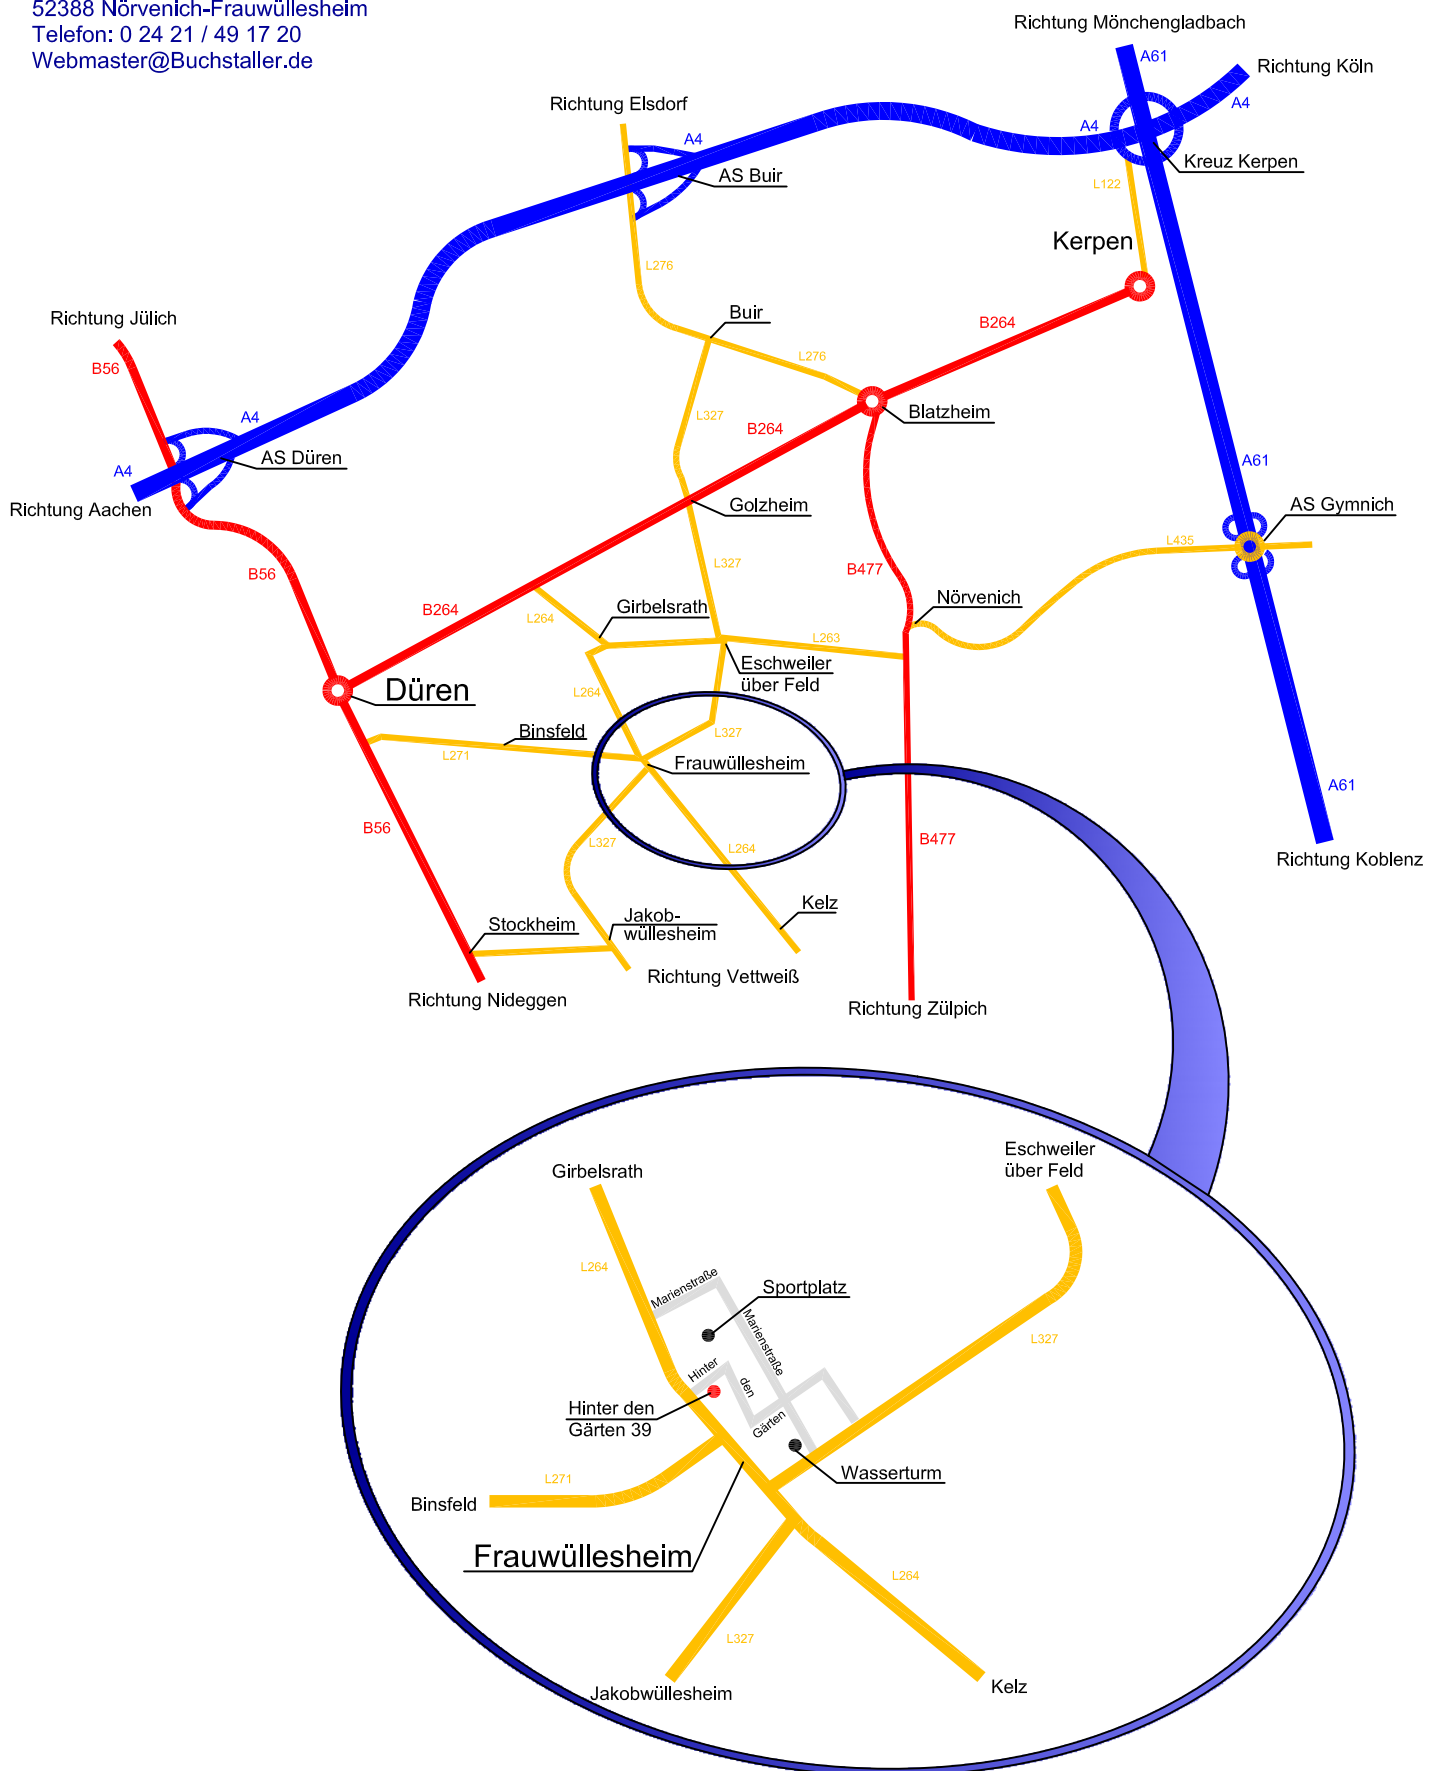 52388 Nörvenich-Frauwüllesheim
Telefon: 0 24 21 / 49 17 20
Webmaster@Buchstaller.de
Richtung Mönchengladbach
A61
Richtung Köln
Richtung Elsdorf
A4
A4
A4
AS Buir
Kreuz Kerpen
L122
Kerpen
L276
Richtung Jülich
Buir
B264
B56
L276
A4
L327
B264
Blatzheim
AS Düren
A4
A61
Richtung Aachen
Golzheim
AS Gymnich
L435
B56
L327
B477
B264
L264
Girbelsrath
Nörvenich
L263
Eschweiler
über Feld
Düren
L264
Binsfeld
L327
L271
Frauwüllesheim
A61
B56
L327
L264
B477
Richtung Koblenz
Kelz
Stockheim
Jakob-
wüllesheim
Richtung Vettweiß
Richtung Nideggen
Richtung Zülpich
Eschweiler
über Feld
Girbelsrath
L264
Marienstraße
Sportplatz
Marienstraße
L327
Hinter
den
Hinter den
Gärten 39
Gärten
Wasserturm
L271
Binsfeld
Frauwüllesheim
L264
L327
Jakobwüllesheim
Kelz